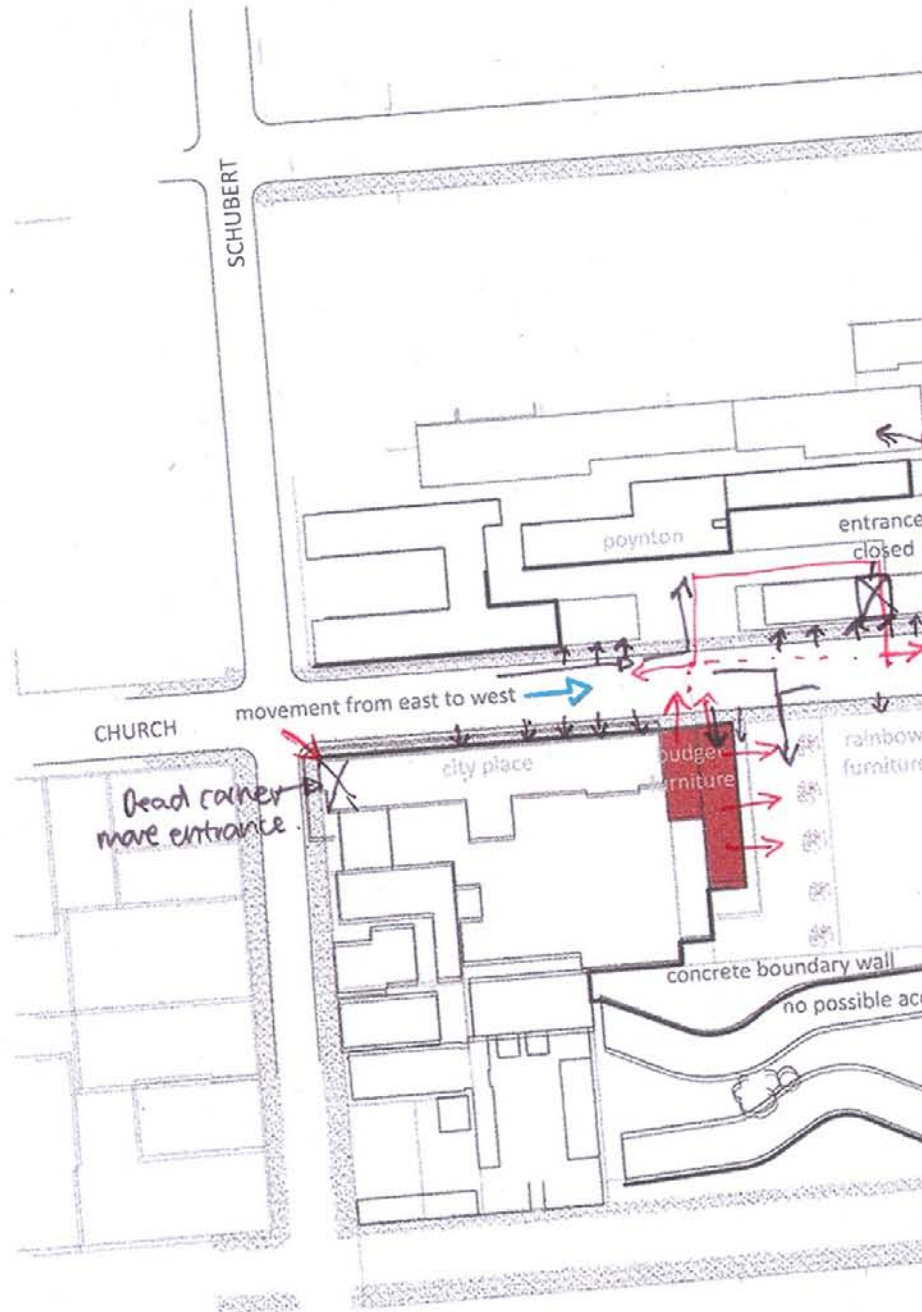 SCHUBERT
poynton
entrance
closed
movement from east to west
CHURCH
city place
budget
furniture
rainbow
furniture
Dead corner
move entrance.
concrete boundary wall
no possible